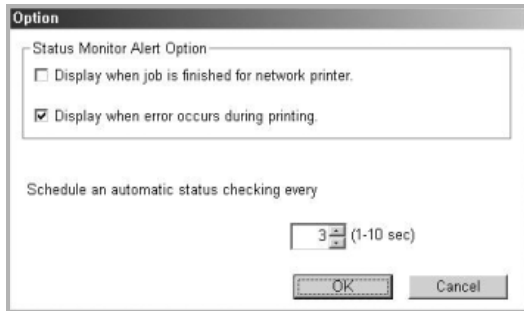 Option
Status Monitor Alert Option
Display when job is finished for network printer.
Display when error occurs during printing.
Schedule an automatic status checking every
3 (1-10 sec)
OK Cancel